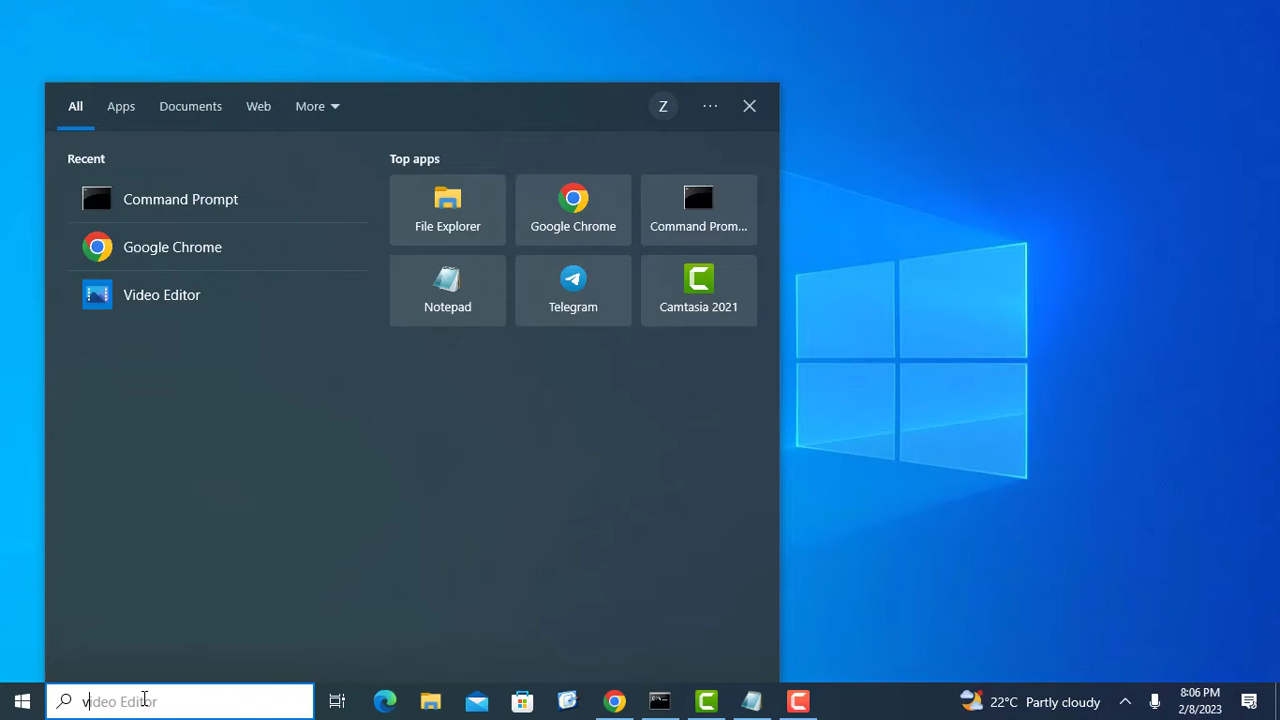 All Apps Documents Web More Z
Recent Top apps
Command Prompt
Google Chrome
Video Editor
File Explorer Google Chrome Command Prom...
Notepad Telegram Camtasia 2021
video Editor
22°C Partly cloudy
8:06 PM
2/8/2023